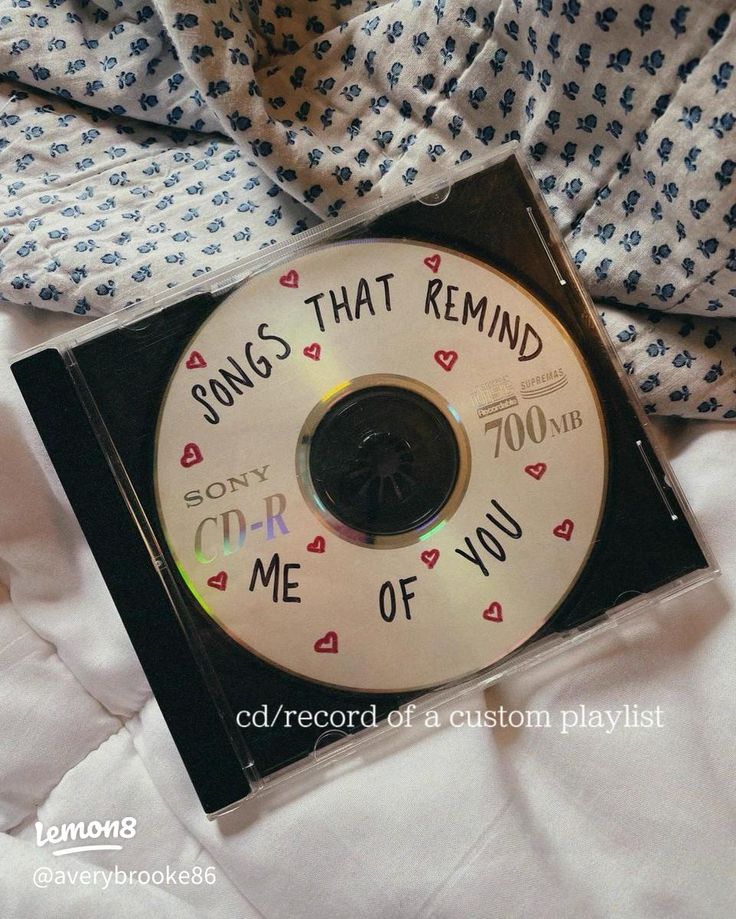 SONGS THAT REMIND
SUPREMAS
Recordable
700MB
SONY
CD-R
ME OF YOU
cd/record of a custom playlist
Lemon8
@averybrooke86